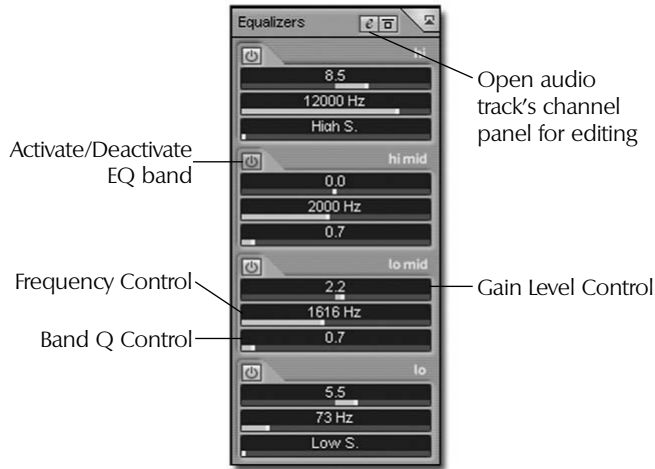 Equalizers
e
hi
8.5
12000 Hz
High S.
Open audio
track's channel
panel for editing
Activate/Deactivate
EQ band
hi mid
0.0
2000 Hz
0.7
lo mid
Frequency Control
2.2
Gain Level Control
1616 Hz
Band Q Control
0.7
lo
5.5
73 Hz
Low S.